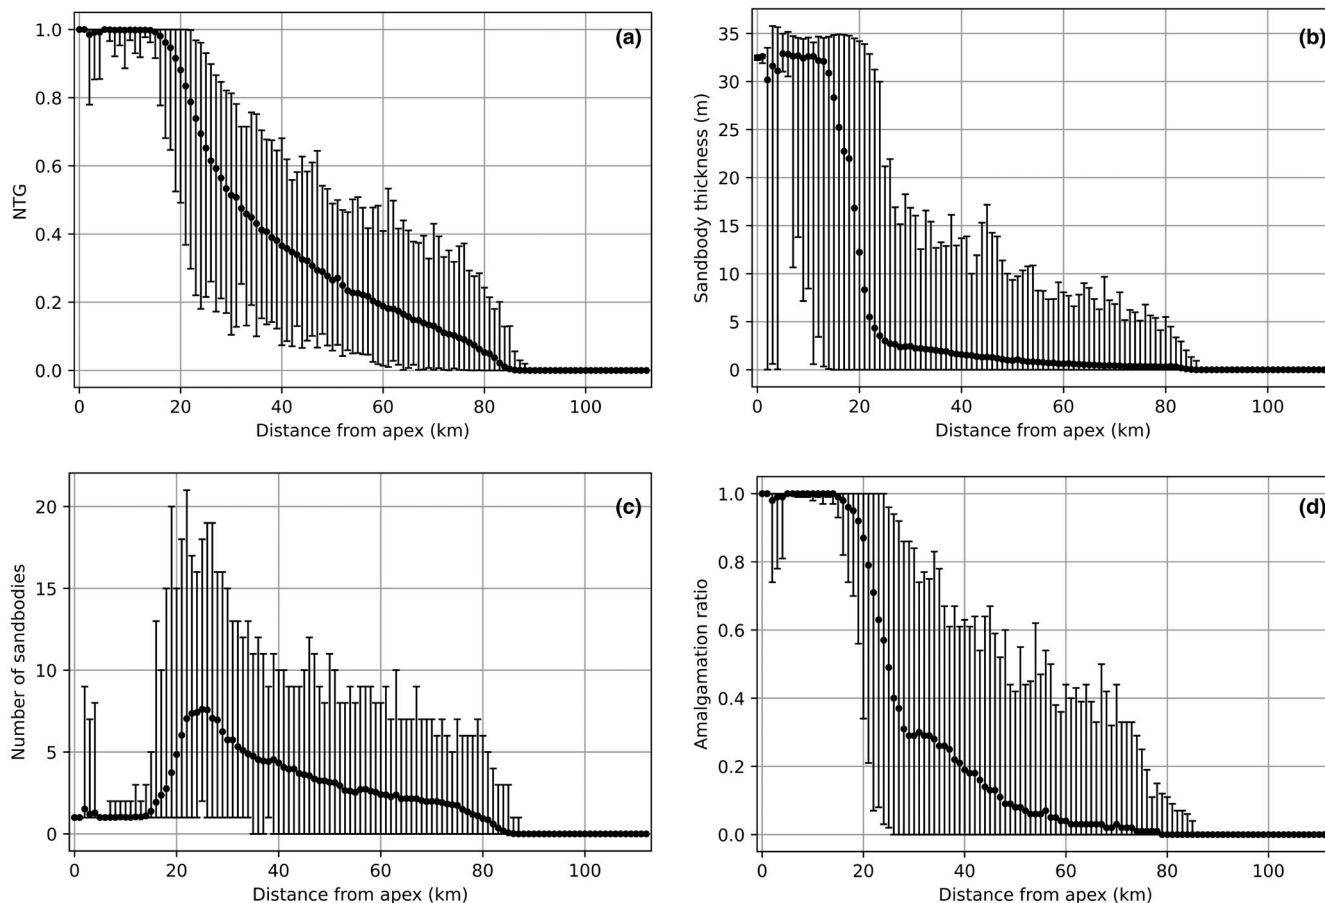 (a)
1.0
0.8
0.6
0.4
0.2
0.0
NTG
0 20 40 60 80 100
Distance from apex (km)
(b)
35
30
25
20
15
10
5
0
Sandbody thickness (m)
0 20 40 60 80 100
Distance from apex (km)
(c)
20
15
10
5
0
Number of sandbodies
0 20 40 60 80 100
Distance from apex (km)
(d)
1.0
0.8
0.6
0.4
0.2
0.0
Amalgamation ratio
0 20 40 60 80 100
Distance from apex (km)